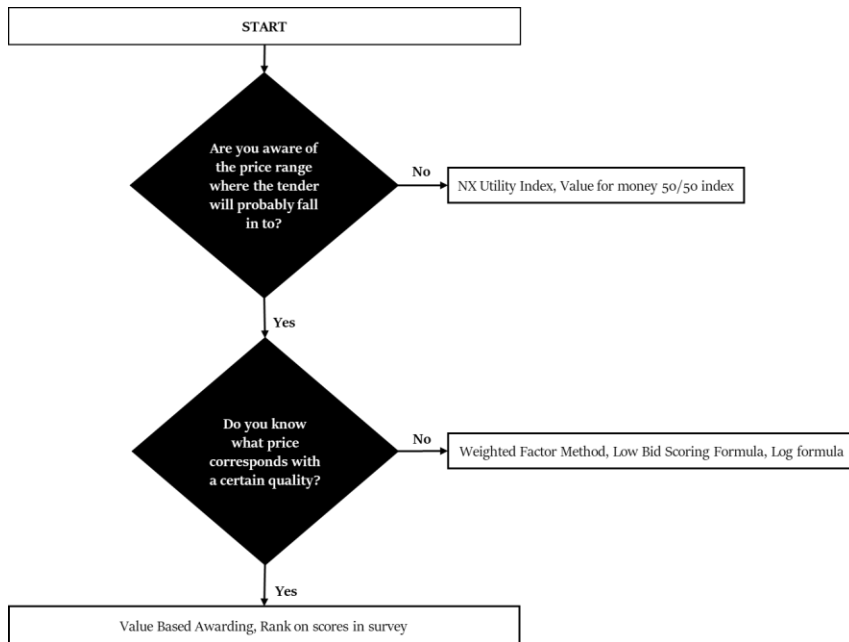 START
Are you aware of
the price range
where the tender
will probably fall
in to?
No
NX Utility Index, Value for money 50/50 index
Yes
Do you know
what price
corresponds with
a certain quality?
No
Weighted Factor Method, Low Bid Scoring Formula, Log formula
Yes
Value Based Awarding, Rank on scores in survey